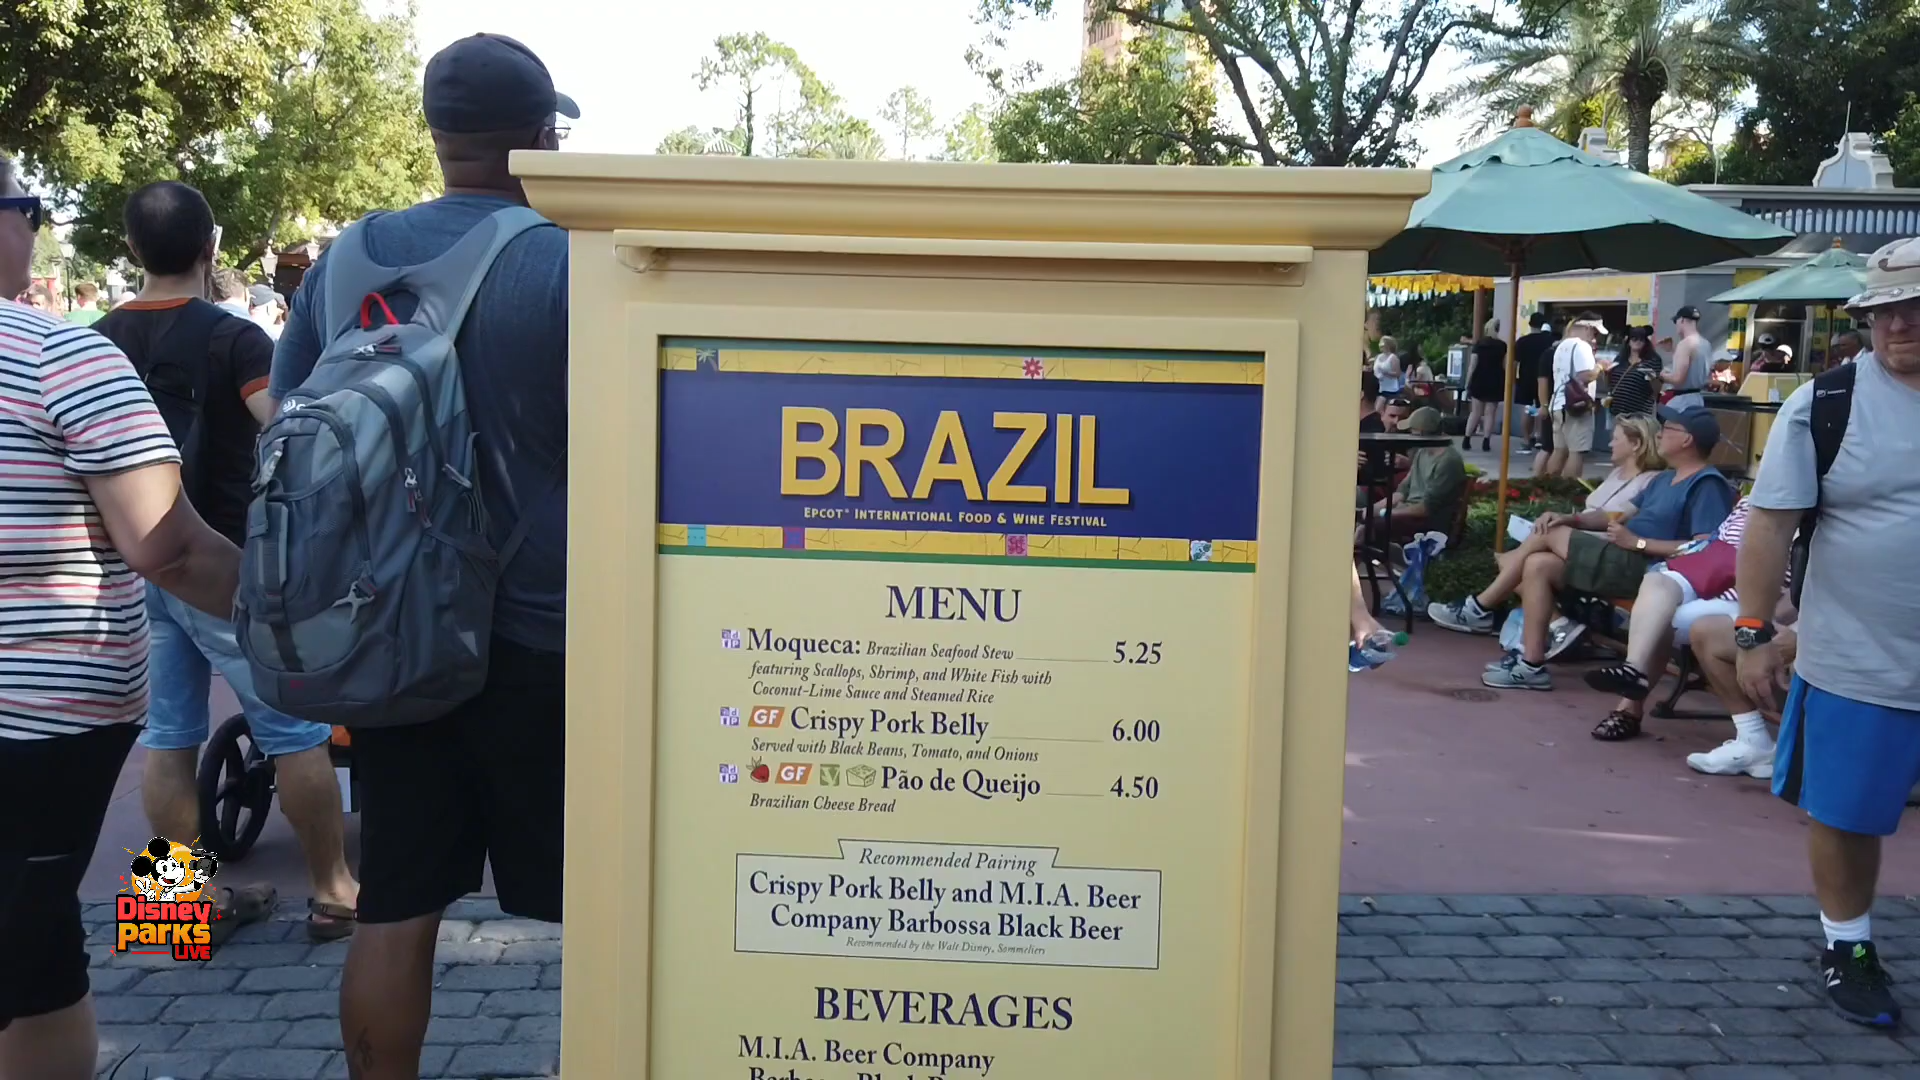 BRAZIL
EPCOT® INTERNATIONAL FOOD & WINE FESTIVAL
MENU
Moqueca: Brazilian Seafood Stew 5.25
featuring Scallops, Shrimp, and White Fish with
Coconut-Lime Sauce and Steamed Rice
GF Crispy Pork Belly 6.00
Served with Black Beans, Tomato, and Onions
GF V Pão de Queijo 4.50
Brazilian Cheese Bread
Recommended Pairing
Crispy Pork Belly and M.I.A. Beer
Company Barbossa Black Beer
Recommended by the Walt Disney, Sommeliers
BEVERAGES
M.I.A. Beer Company
Disney
Parks
LIVE